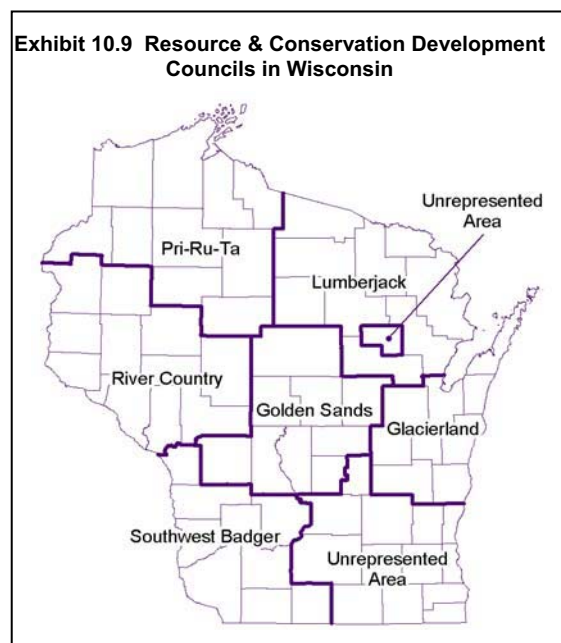 Exhibit 10.9 Resource & Conservation Development
Councils in Wisconsin
Unrepresented
Area
Pri-Ru-Ta
Lumberjack
River Country
Golden Sands
Glacierland
Southwest Badger
Unrepresented
Area